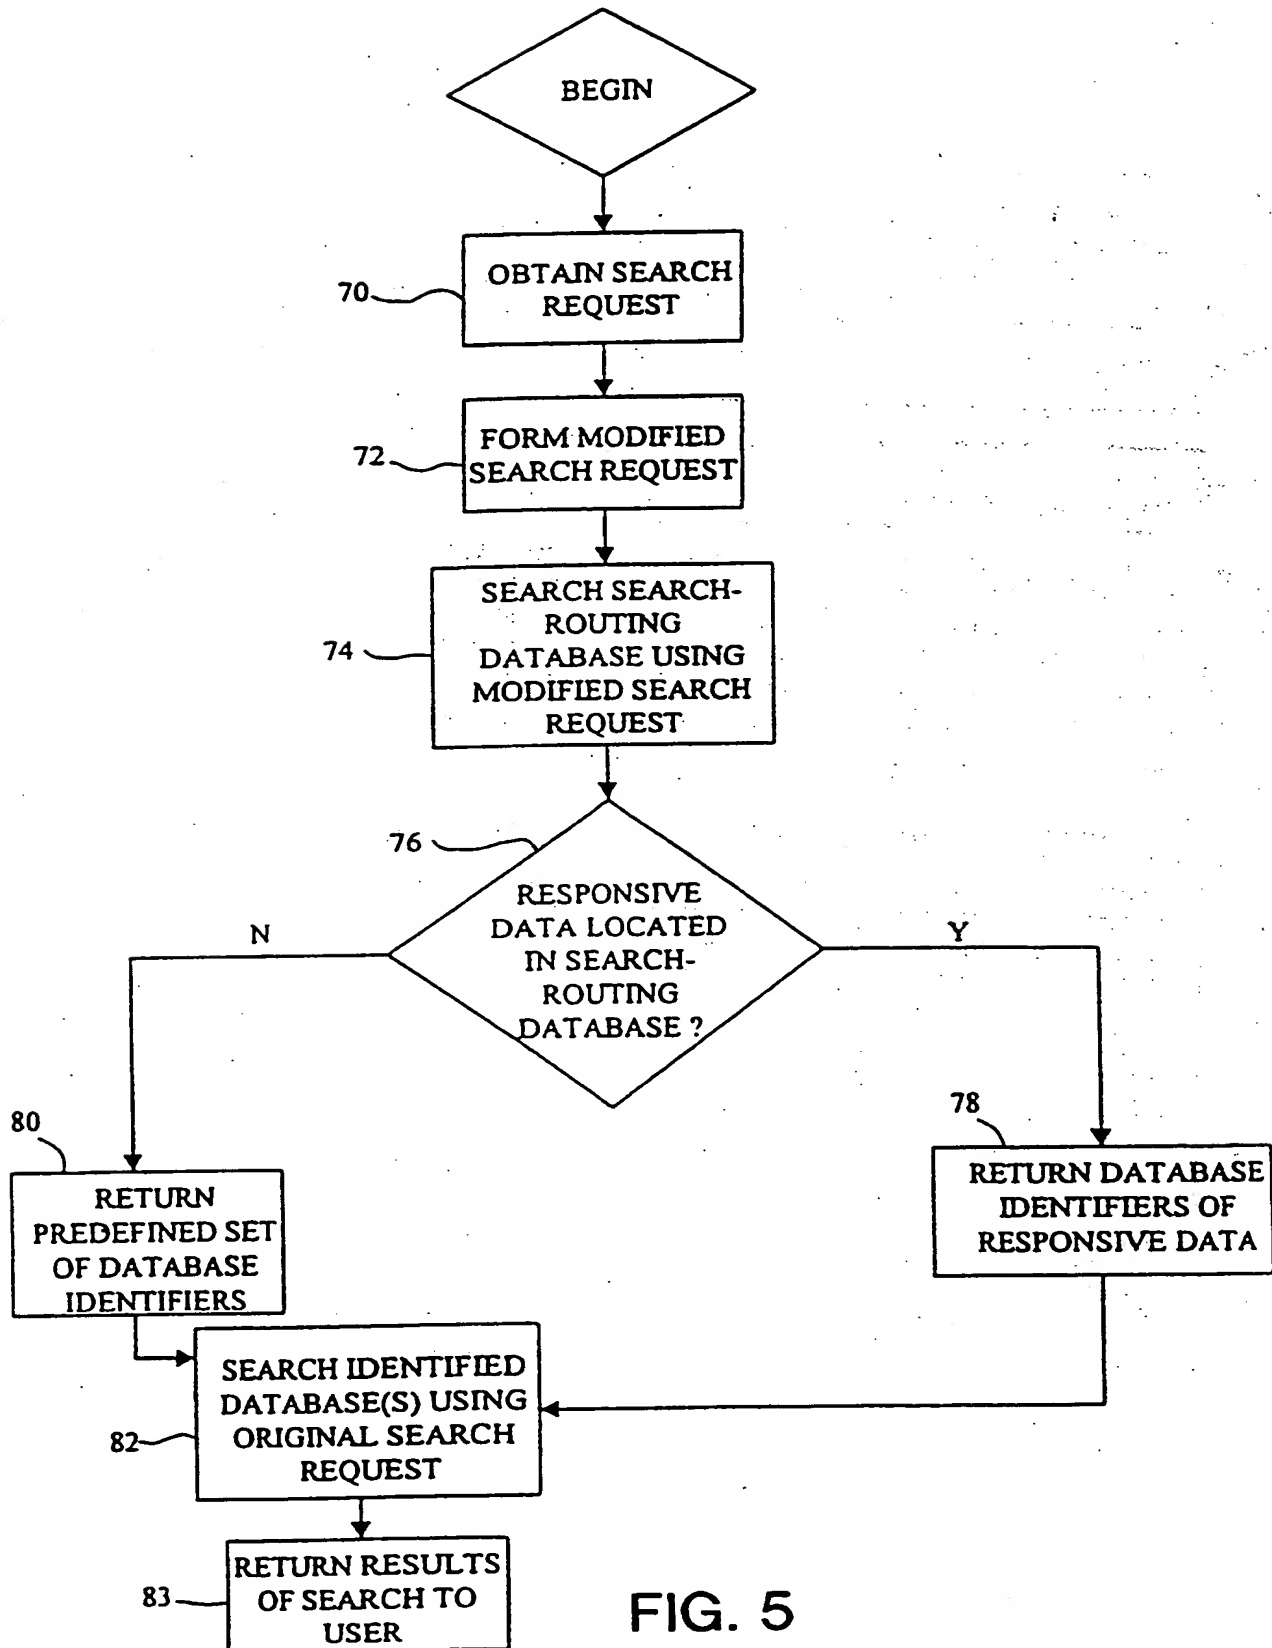 BEGIN
70
OBTAIN SEARCH
REQUEST
72
FORM MODIFIED
SEARCH REQUEST
74
SEARCH SEARCH-
ROUTING
DATABASE USING
MODIFIED SEARCH
REQUEST
76
RESPONSIVE
DATA LOCATED
IN SEARCH-
ROUTING
DATABASE ?
N
Y
80
RETURN
PREDEFINED SET
OF DATABASE
IDENTIFIERS
78
RETURN DATABASE
IDENTIFIERS OF
RESPONSIVE DATA
82
SEARCH IDENTIFIED
DATABASE(S) USING
ORIGINAL SEARCH
REQUEST
83
RETURN RESULTS
OF SEARCH TO
USER
FIG. 5